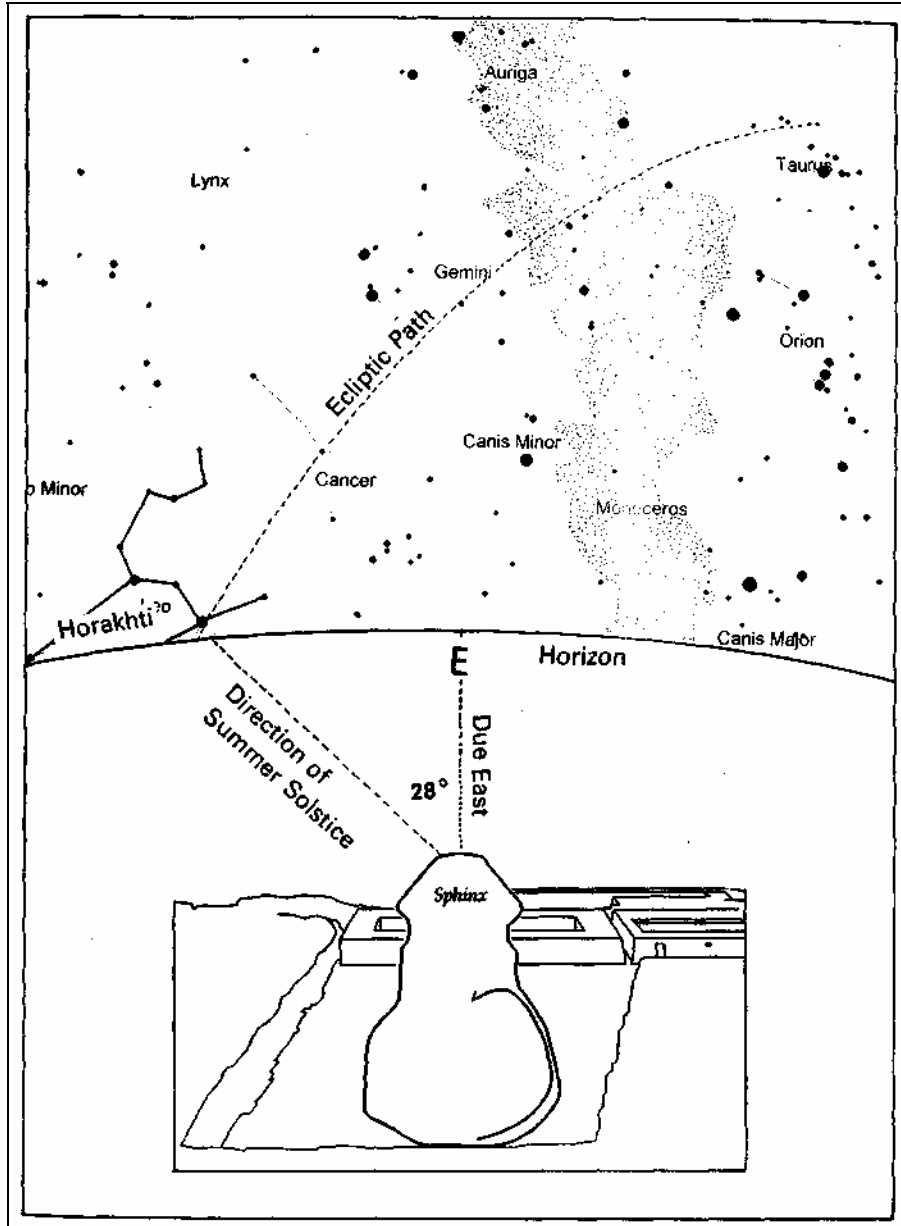 Auriga
Lynx
Taurus
Gemini
Ecliptic Path
Orion
Canis Minor
Cancer
o Minor
Monoceros
Horakhti
Canis Major
E
Horizon
Direction of
Summer Solstice
Due East
28°
Sphinx